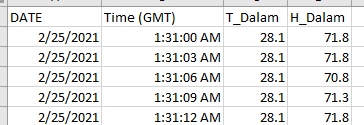 DATE Time (GMT) T_Dalam H_Dalam
2/25/2021 1:31:00 AM 28.1 71.8
2/25/2021 1:31:03 AM 28.1 71.8
2/25/2021 1:31:06 AM 28.1 70.8
2/25/2021 1:31:09 AM 28.1 71.3
2/25/2021 1:31:12 AM 28.1 71.8